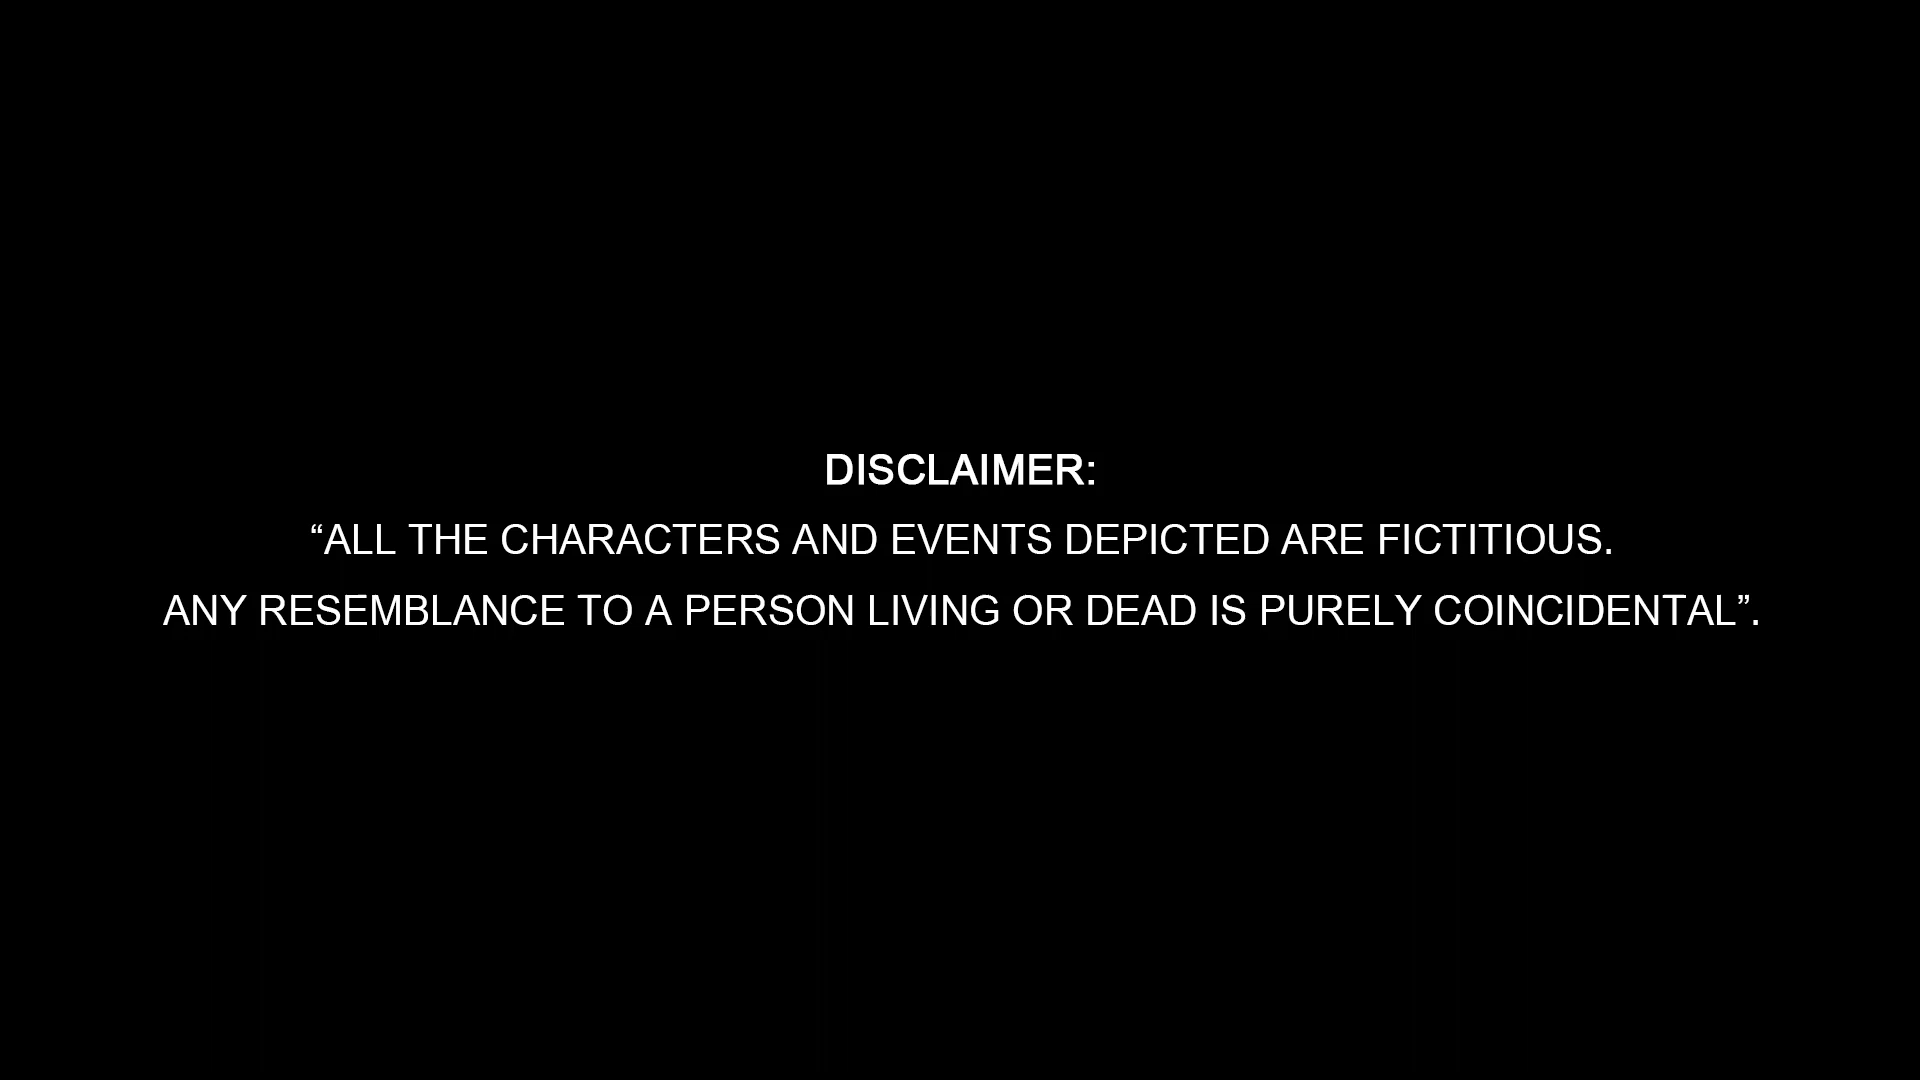 DISCLAIMER:
“ALL THE CHARACTERS AND EVENTS DEPICTED ARE FICTITIOUS.
ANY RESEMBLANCE TO A PERSON LIVING OR DEAD IS PURELY COINCIDENTAL”.